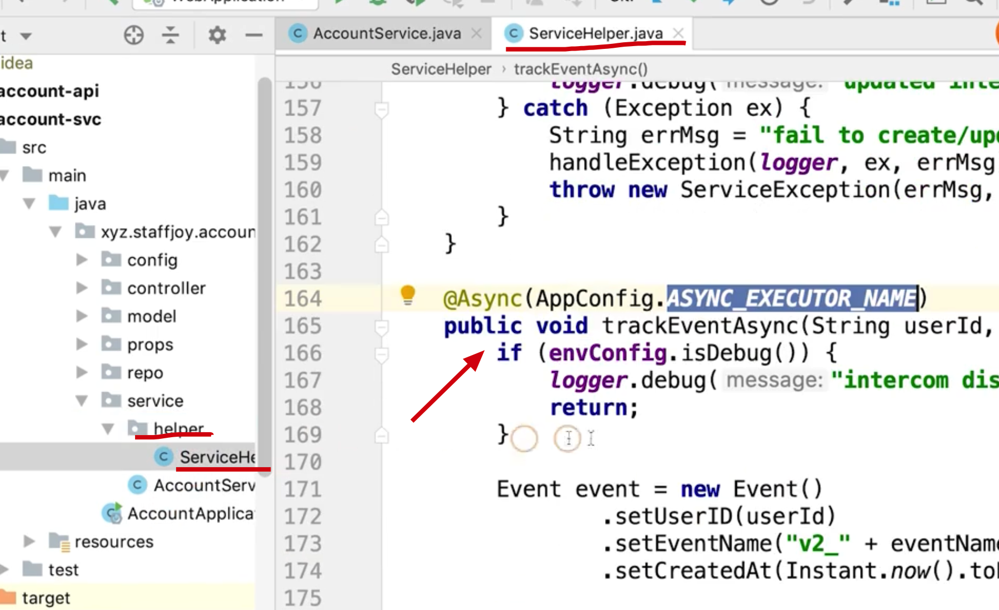 AccountService.java
ServiceHelper.java
idea
account-api
account-svc
src
main
java
xyz.staffjoy.accoun
config
controller
model
props
repo
service
helper
ServiceHe
AccountServ
AccountApplica
resources
test
target
ServiceHelper › trackEventAsync()
156 logger.debug( message: "updated inte
157 } catch (Exception ex) {
158 String errMsg = "fail to create/upd
159 handleException(logger, ex, errMsg
160 throw new ServiceException(errMsg,
161 }
162 }
163
164 @Async(AppConfig.ASYNC_EXECUTOR_NAME)
165 public void trackEventAsync(String userId,
166 if (envConfig.isDebug()) {
167 logger.debug( message: "intercom dis
168 return;
169 }
170
171 Event event = new Event()
172 .setUserID(userId)
173 .setEventName("v2_" + eventName
174 .setCreatedAt(Instant.now().to
175